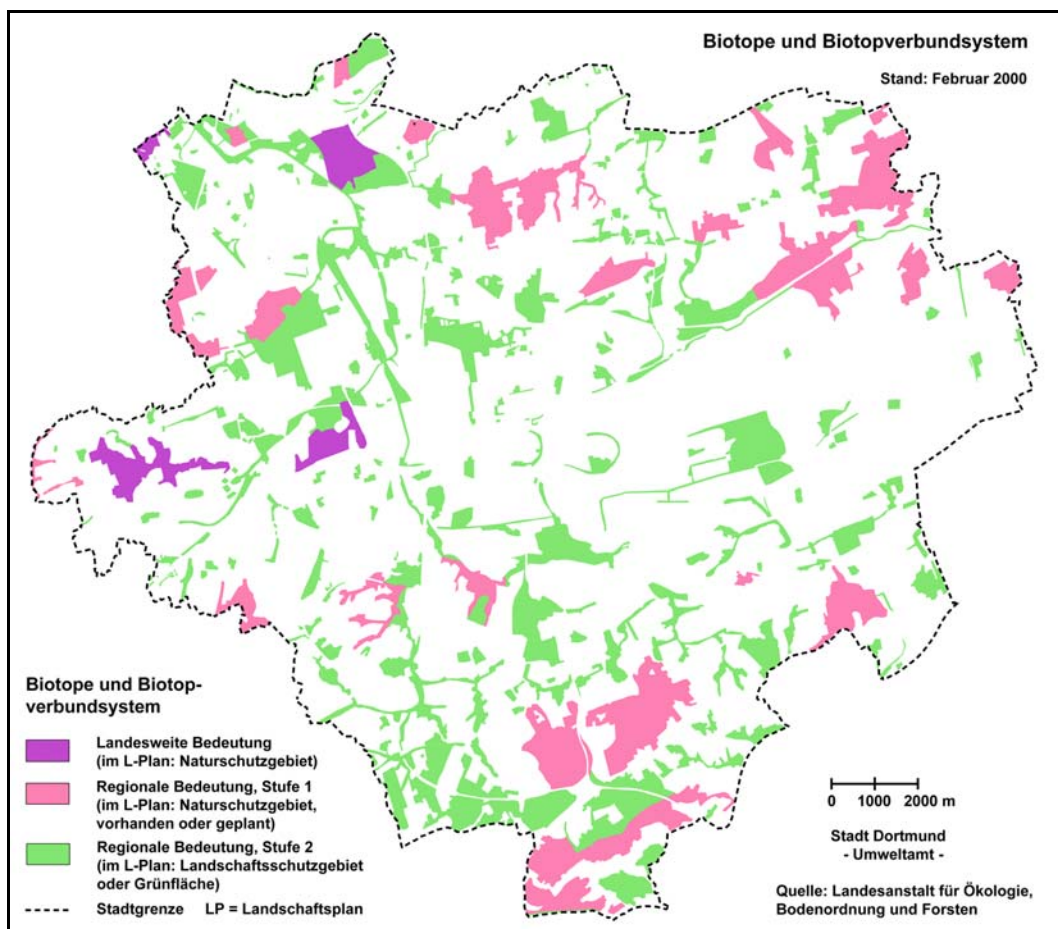 Biotope und Biotopverbundsystem
Stand: Februar 2000
Biotope und Biotop-
verbundsystem
Landesweite Bedeutung
(im L-Plan: Naturschutzgebiet)
Regionale Bedeutung, Stufe 1
(im L-Plan: Naturschutzgebiet,
vorhanden oder geplant)
Regionale Bedeutung, Stufe 2
(im L-Plan: Landschaftsschutzgebiet
oder Grünfläche)
Stadtgrenze LP = Landschaftsplan
0 1000 2000 m
Stadt Dortmund
- Umweltamt -
Quelle: Landesanstalt für Ökologie,
Bodenordnung und Forsten